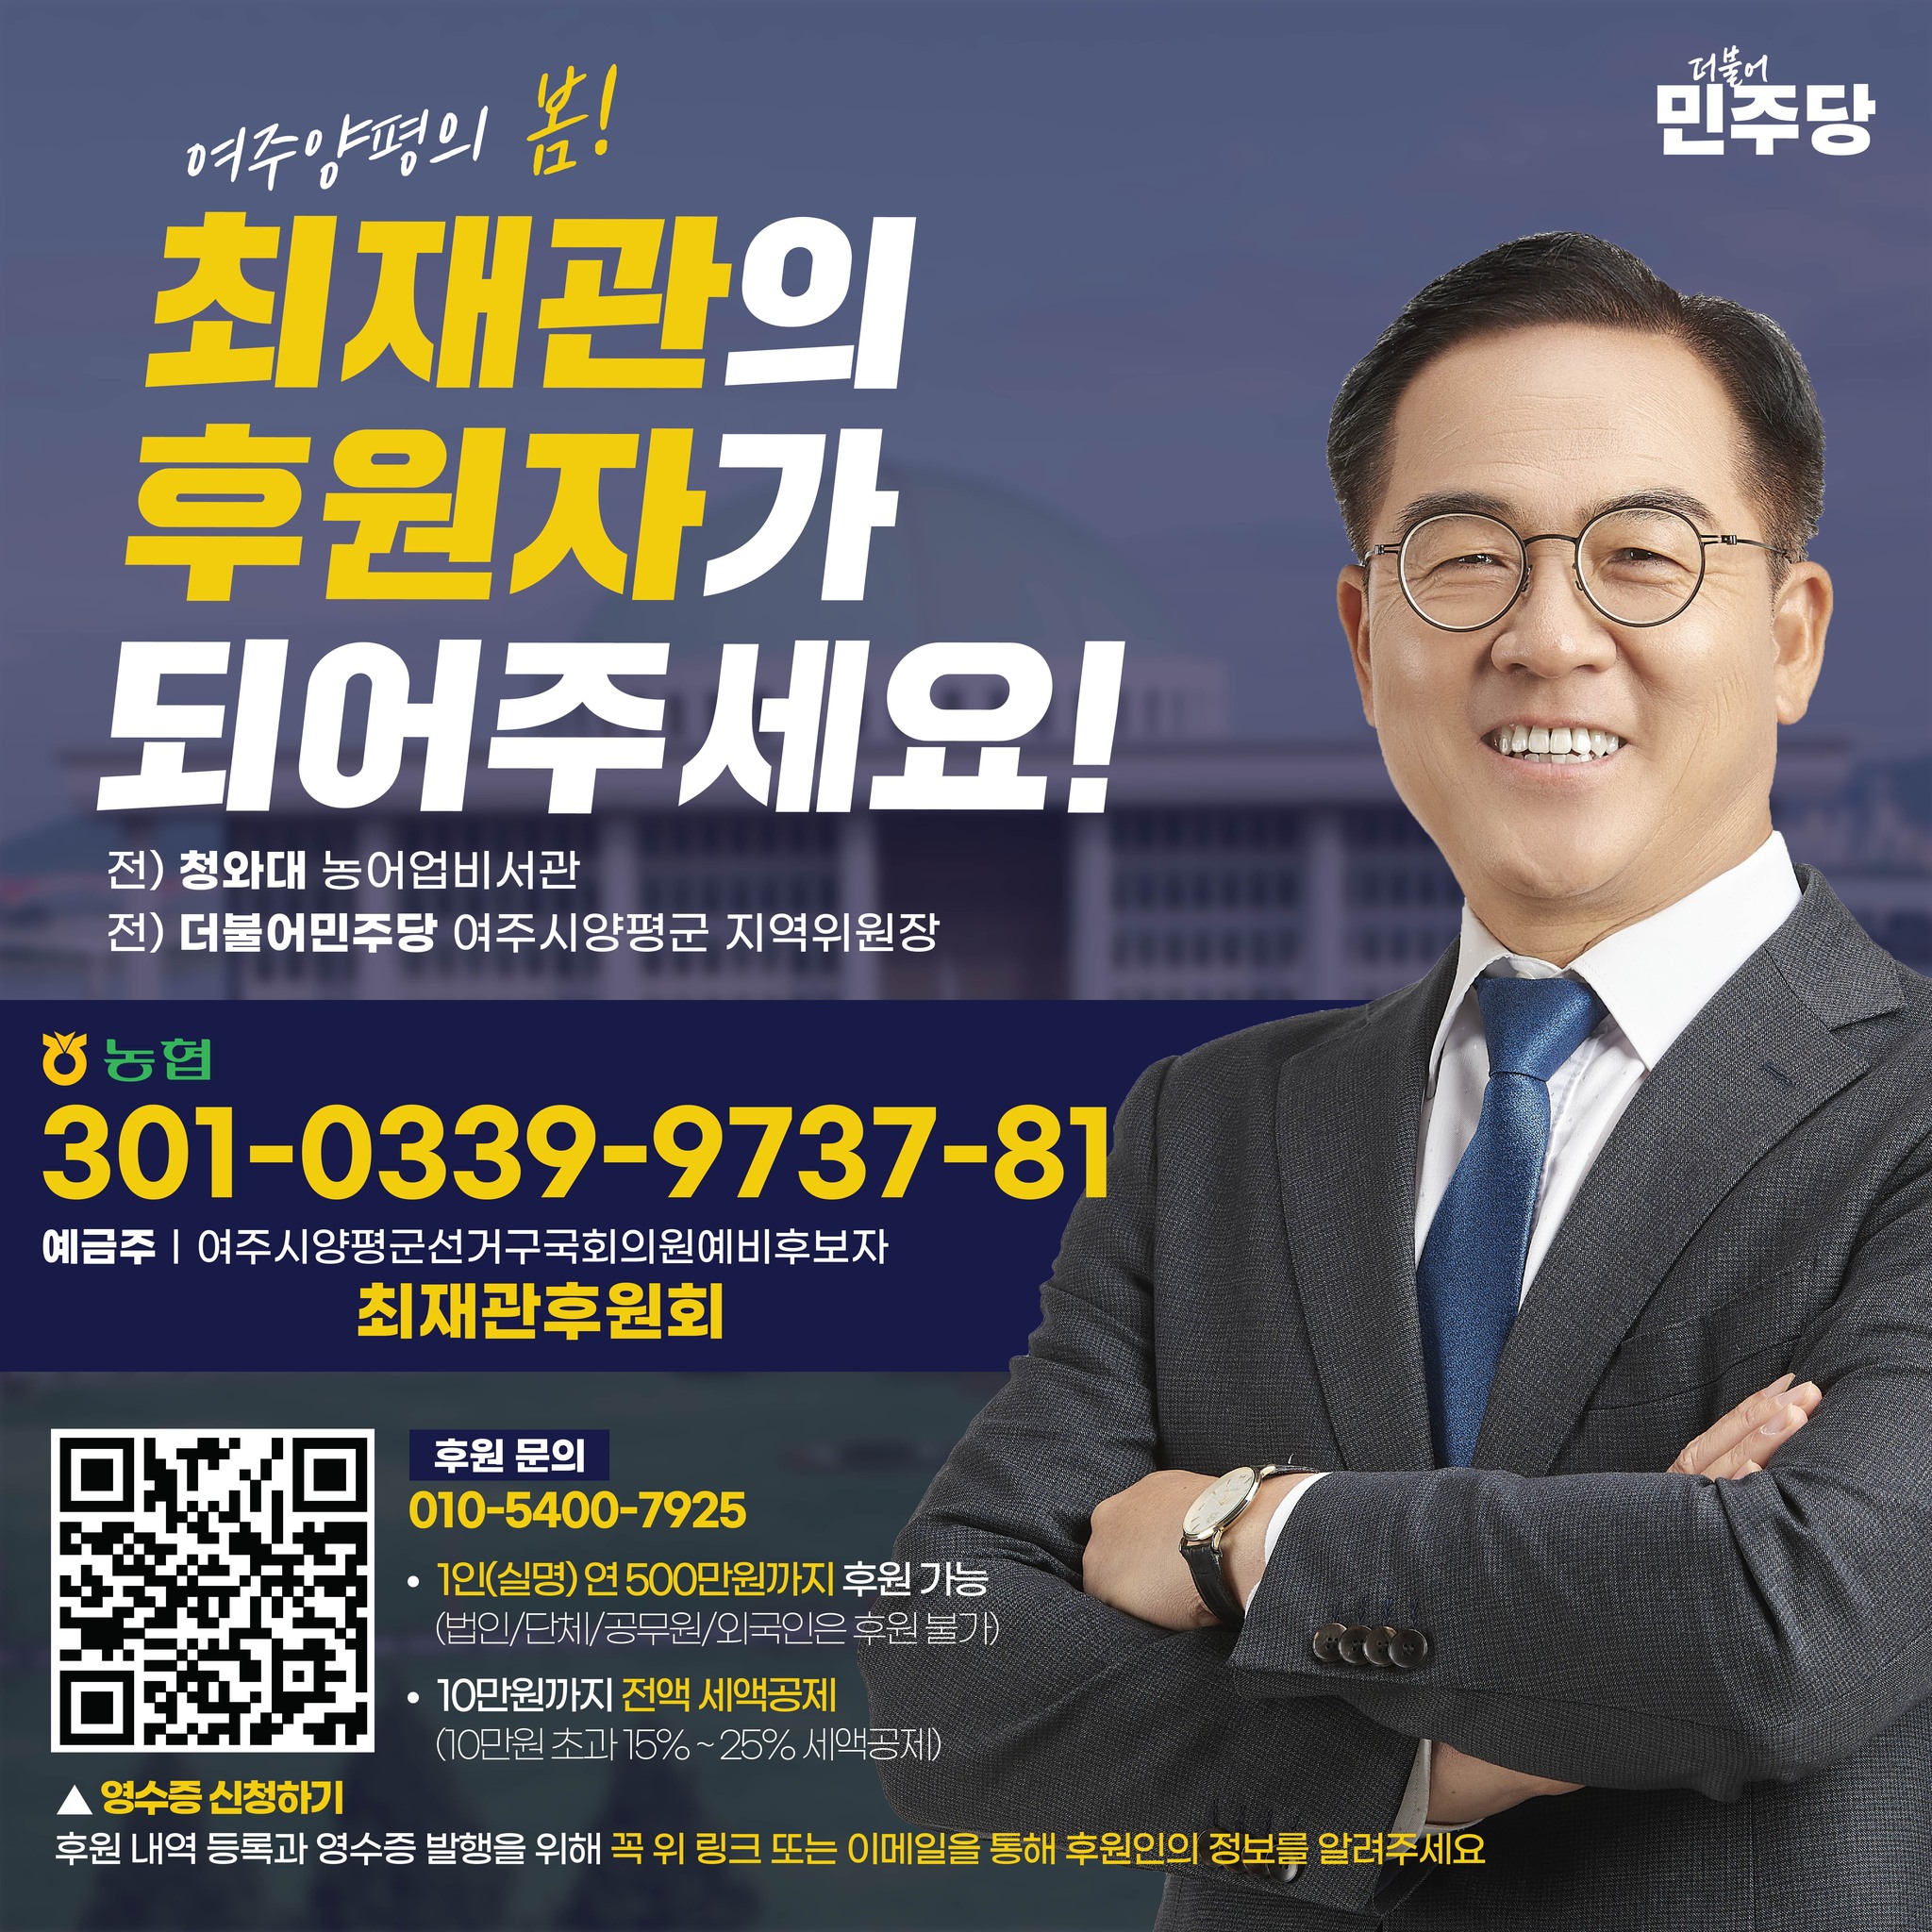 더불어
민주당
여주양평의 봄!
최재관의
후원자가
되어주세요!
전) 청와대 농어업비서관
전) 더불어민주당 여주시양평군 지역위원장
농협
301-0339-9737-81
예금주 | 여주시양평군선거구국회의원예비후보자
최재관후원회
후원 문의
010-5400-7925
• 1인(실명) 연 500만원까지 후원 가능
(법인/단체/공무원/외국인은 후원 불가)
• 10만원까지 전액 세액공제
(10만원 초과 15% ~ 25% 세액공제)
▲ 영수증 신청하기
후원 내역 등록과 영수증 발행을 위해 꼭 위 링크 또는 이메일을 통해 후원인의 정보를 알려주세요